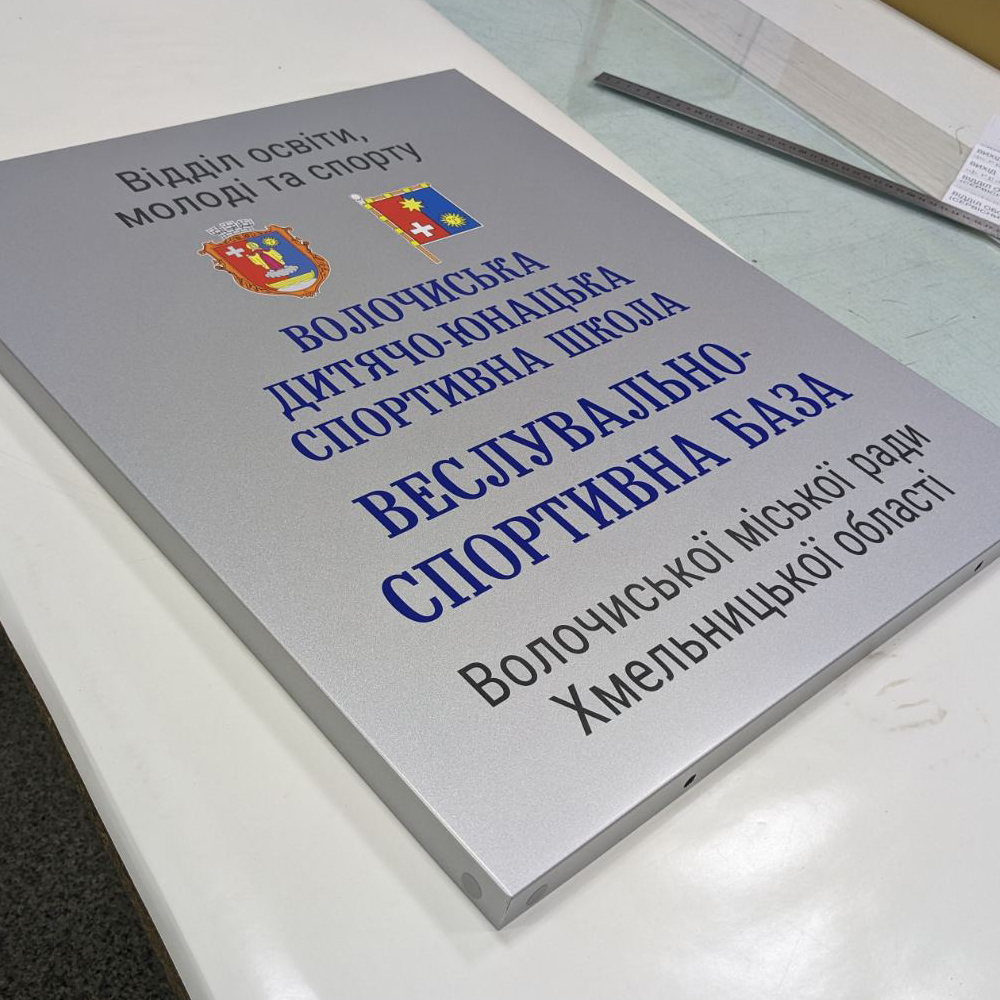 Відділ освіти,
молоді та спорту
ВОЛОЧИСЬКА
ДИТЯЧО-ЮНАЦЬКА
СПОРТИВНА ШКОЛА
ВЕСЛУВАЛЬНО-
СПОРТИВНА БАЗА
Волочиської міської ради
Хмельницької області